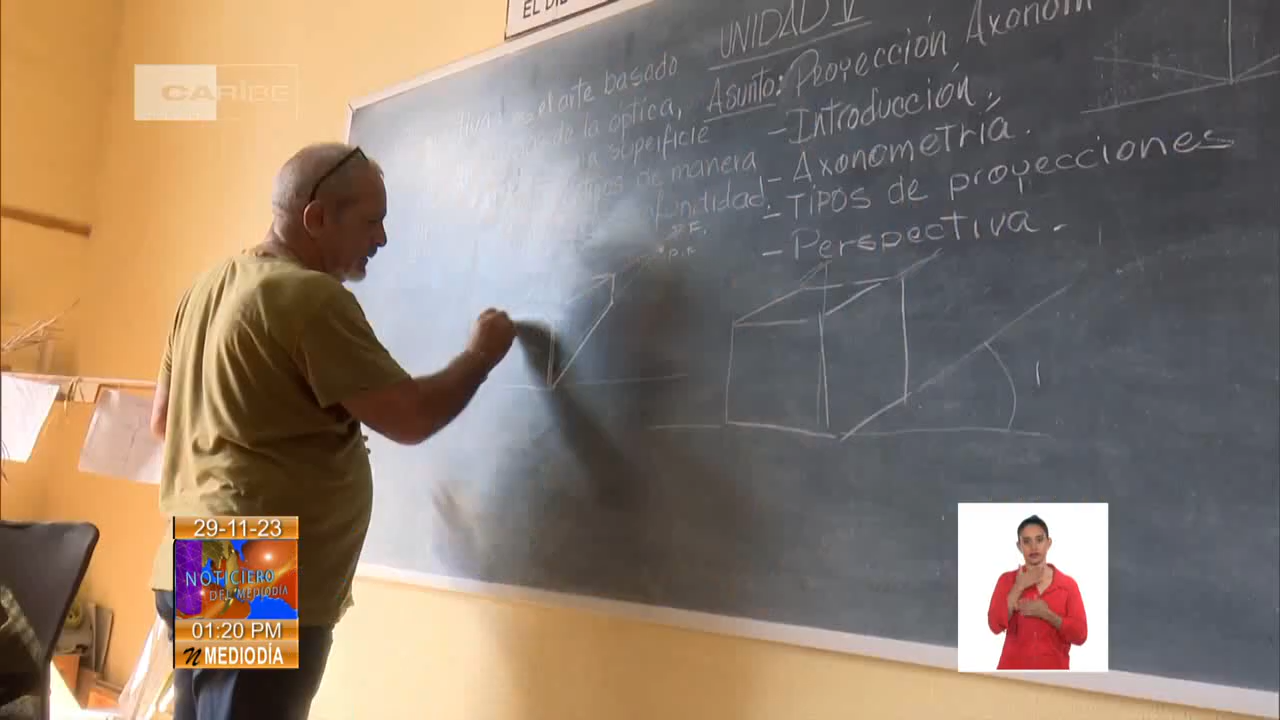 EL DI
CARIBE
UNIDAD V
Asunto: Proyección Axonom
- Introducción.
- Axonometría.
- Tipos de proyecciones
- Perspectiva.
es el arte basado
de la óptica,
superficie
de manera
P.F.
29-11-23
NOTICIERO
DEL MEDIODÍA
01:20 PM
N MEDIODÍA